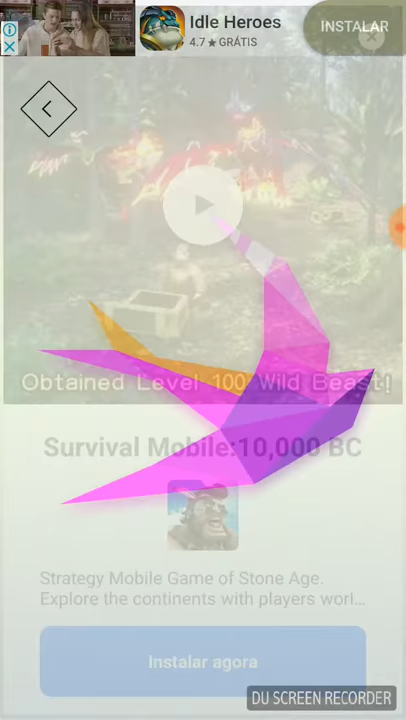 Idle Heroes
4.7 ★ GRÁTIS
INSTALAR
Obtained Level 100 Wild Beast!
Survival Mobile:10,000 BC
Strategy Mobile Game of Stone Age.
Explore the continents with players worl...
Instalar agora
DU SCREEN RECORDER